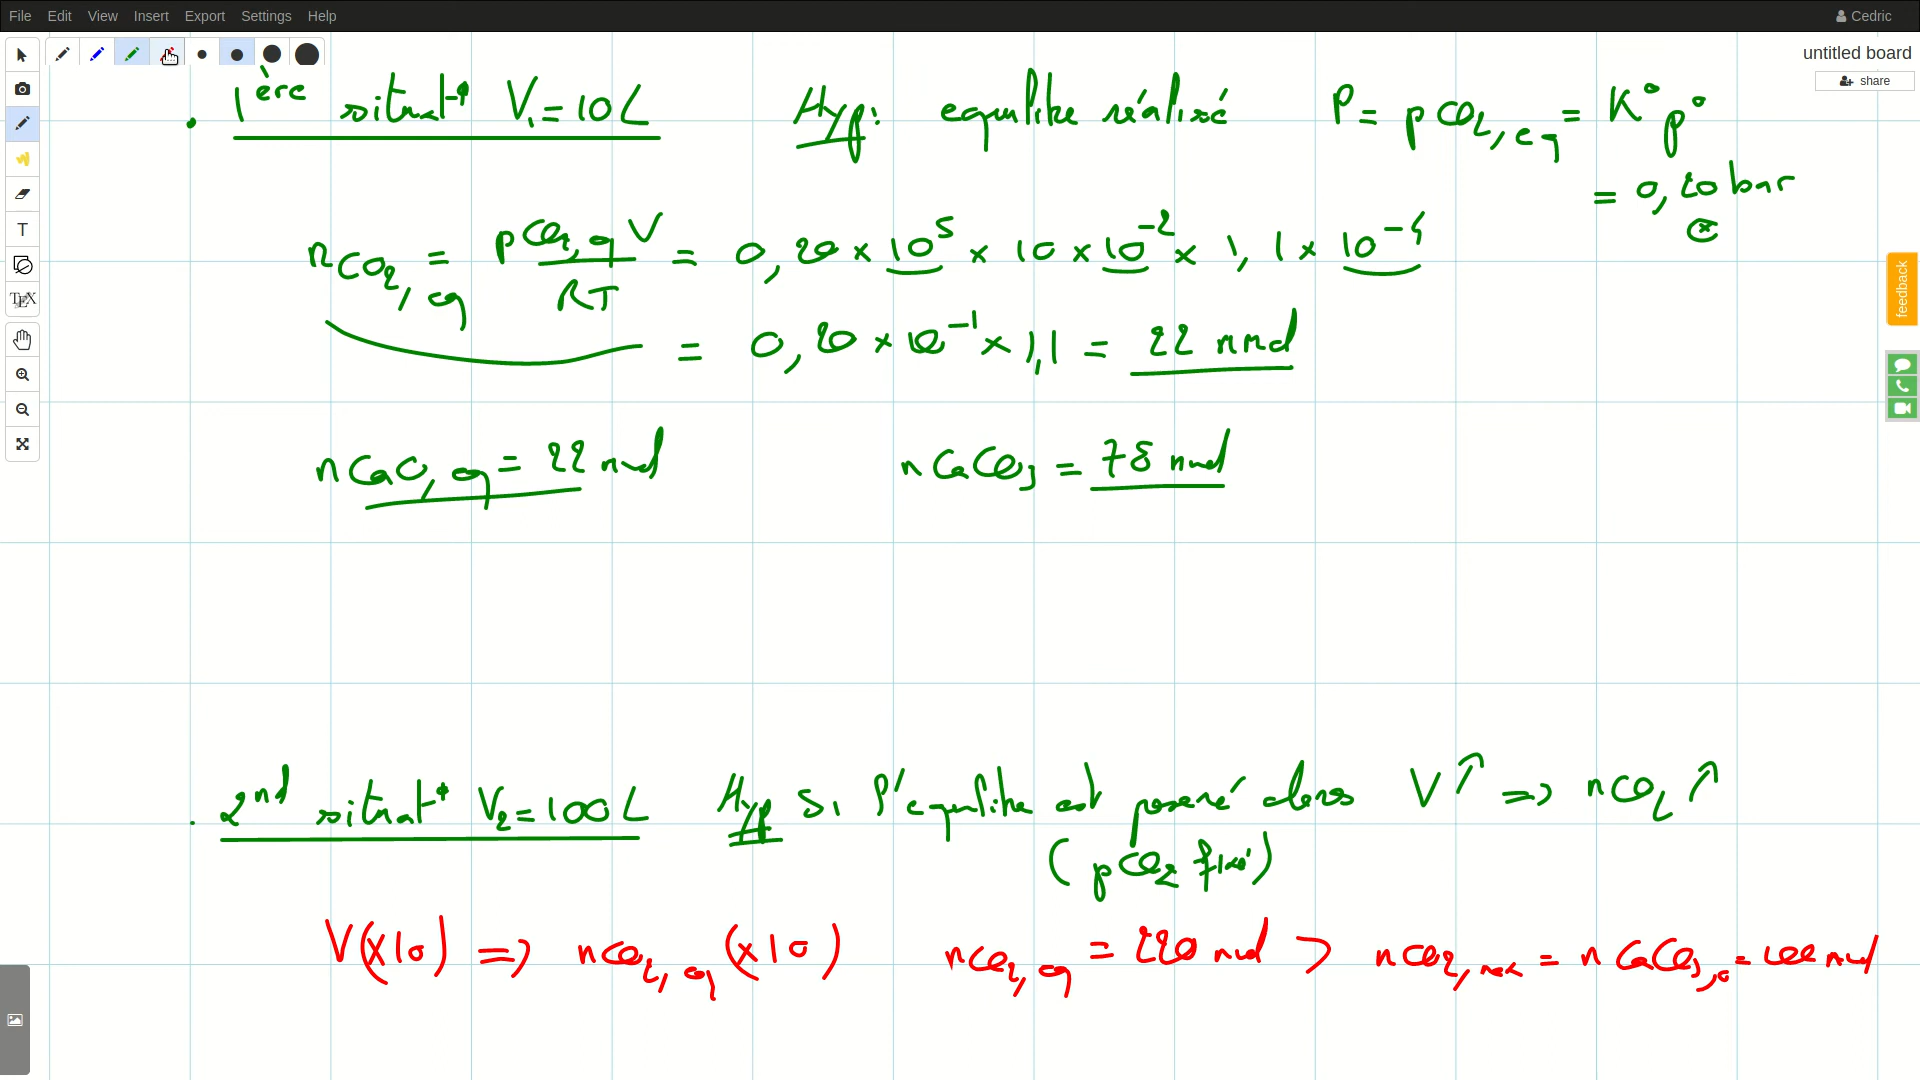 File Edit View Insert Export Settings Help Cedric
untitled board
share
. 1ère situat° V₁ = 10 L Hyp: equilibre réalisé P = pCO₂,eq = K° p°
= 0,20 bar
nCO₂,eq = pCO₂,eq V / RT = 0,20 × 10⁵ × 10 × 10⁻² × 1,1 × 10⁻⁴
= 0,20 × 10⁻¹ × 1,1 = 22 mmol
nCaO,eq = 22 mmol nCaCO₃ = 78 mmol
. 2nd situat° V₂ = 100 L Hyp Si l'equilibre est possible alors V ↑ => nCO₂ ↑
(pCO₂ fixé)
V(×10) => nCO₂,eq (×10) nCO₂,eq = 220 mmol > nCO₂,max = nCaCO₃,0 = 100 mmol
T
TEX
feedback